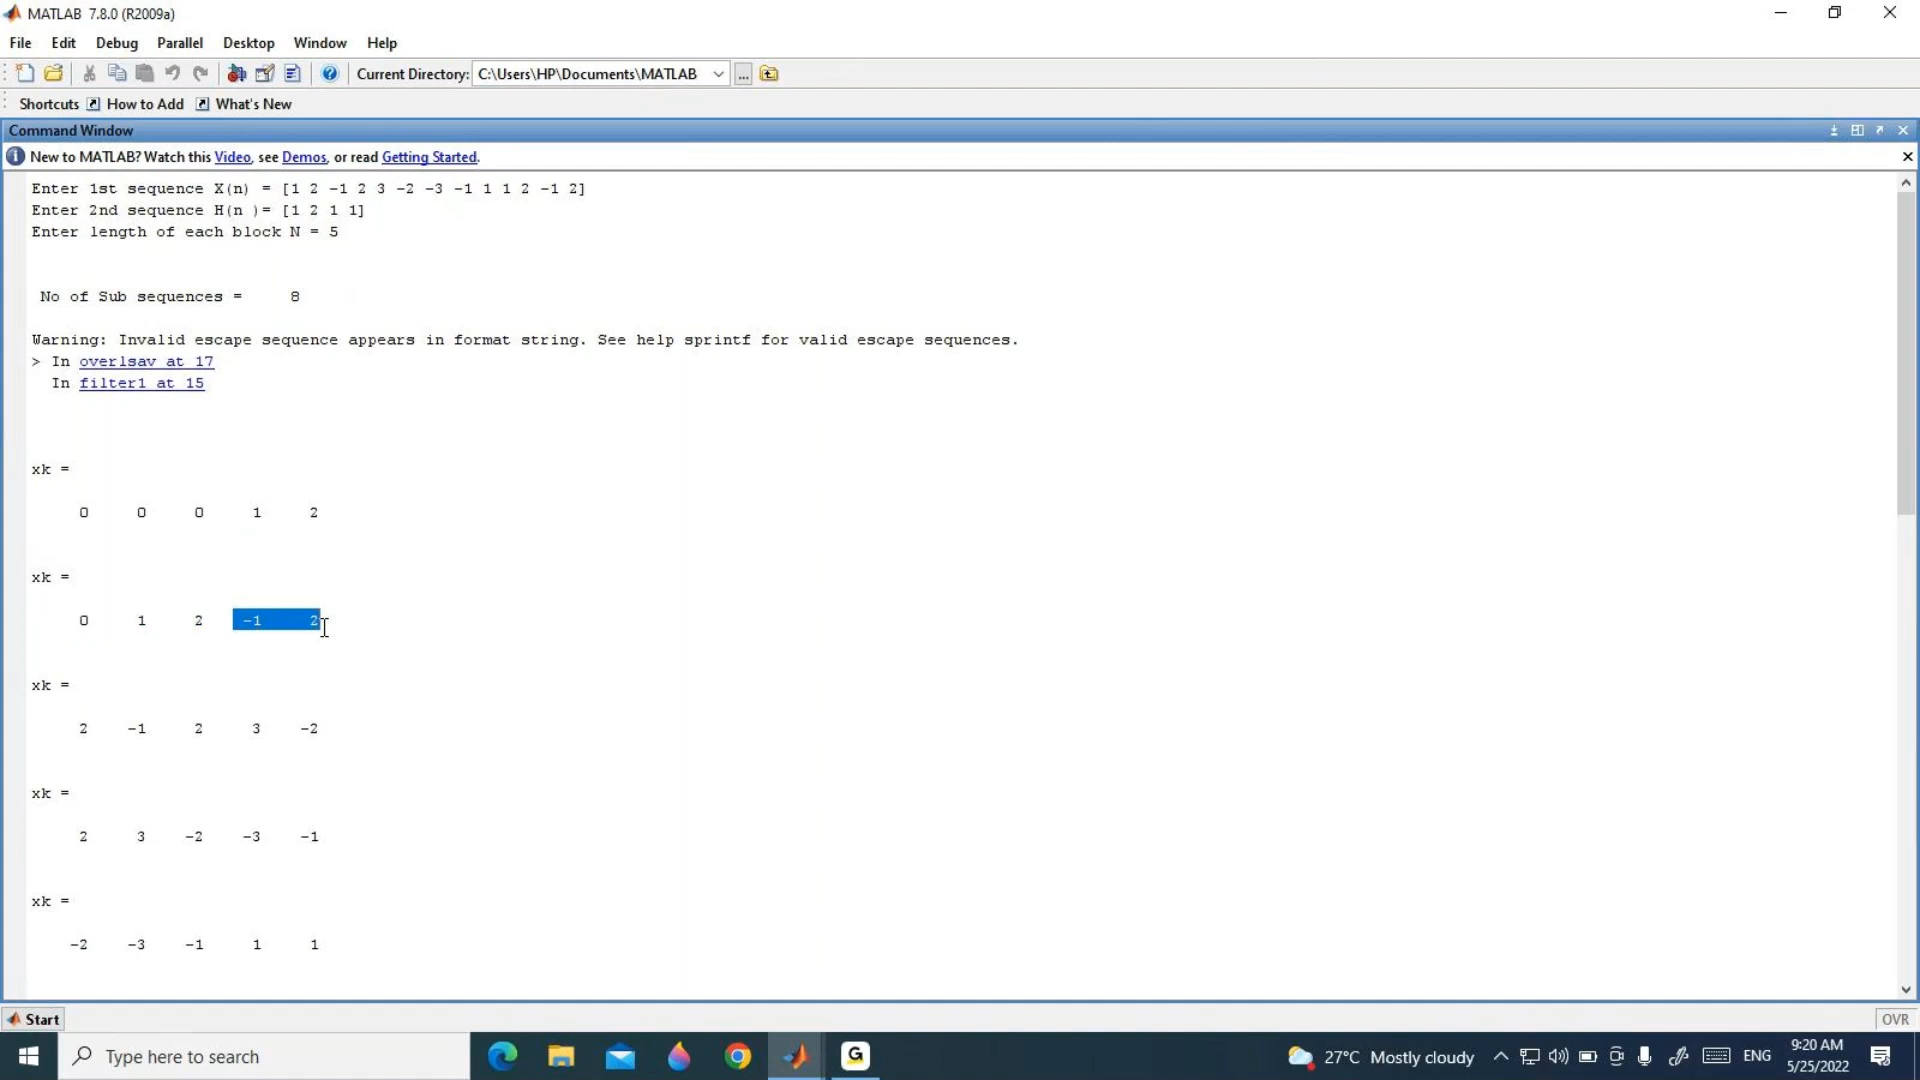 MATLAB 7.8.0 (R2009a)
File Edit Debug Parallel Desktop Window Help
Current Directory: C:\Users\HP\Documents\MATLAB ...
Shortcuts How to Add What's New
Command Window
New to MATLAB? Watch this Video, see Demos, or read Getting Started.
Enter 1st sequence X(n) = [1 2 -1 2 3 -2 -3 -1 1 1 2 -1 2]
Enter 2nd sequence H(n )= [1 2 1 1]
Enter length of each block N = 5
No of Sub sequences = 8
Warning: Invalid escape sequence appears in format string. See help sprintf for valid escape sequences.
> In overlsav at 17
In filter1 at 15
xk =
0 0 0 1 2
xk =
0 1 2 -1 2
xk =
2 -1 2 3 -2
xk =
2 3 -2 -3 -1
xk =
-2 -3 -1 1 1
Start OVR
Type here to search G 27°C Mostly cloudy ENG 9:20 AM
5/25/2022